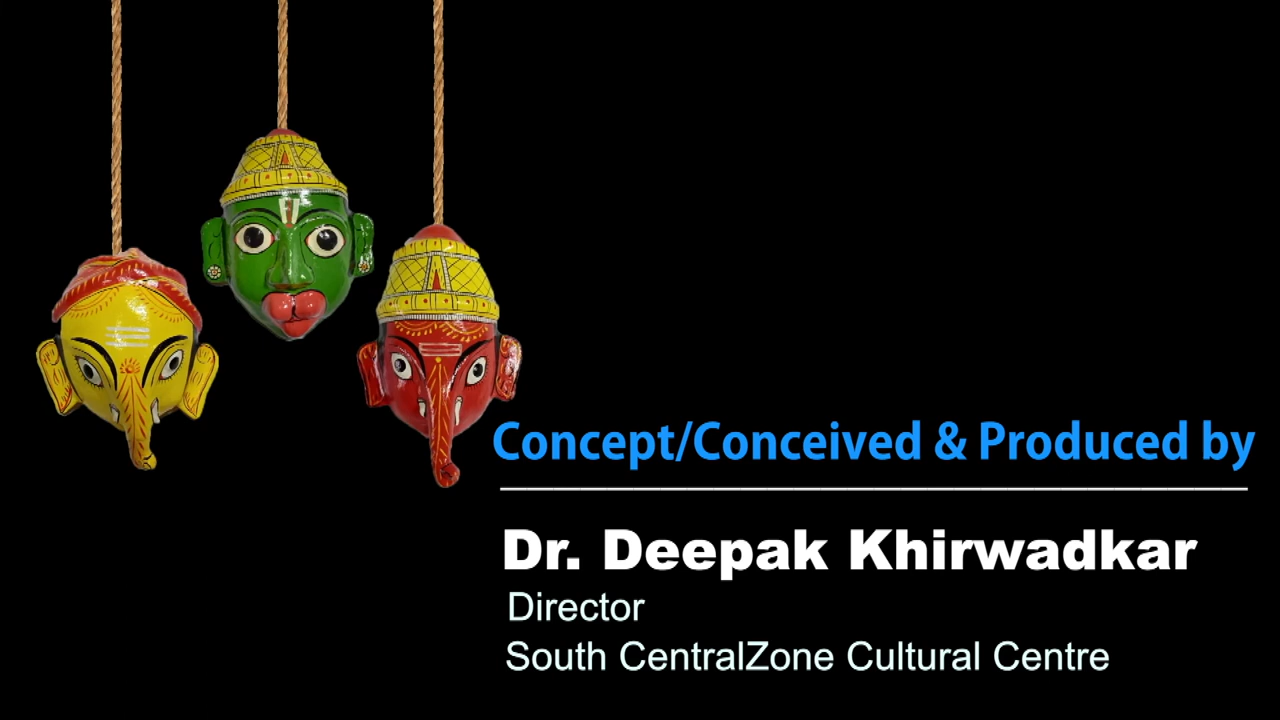 Concept/Conceived & Produced by
Dr. Deepak Khirwadkar
Director
South CentralZone Cultural Centre